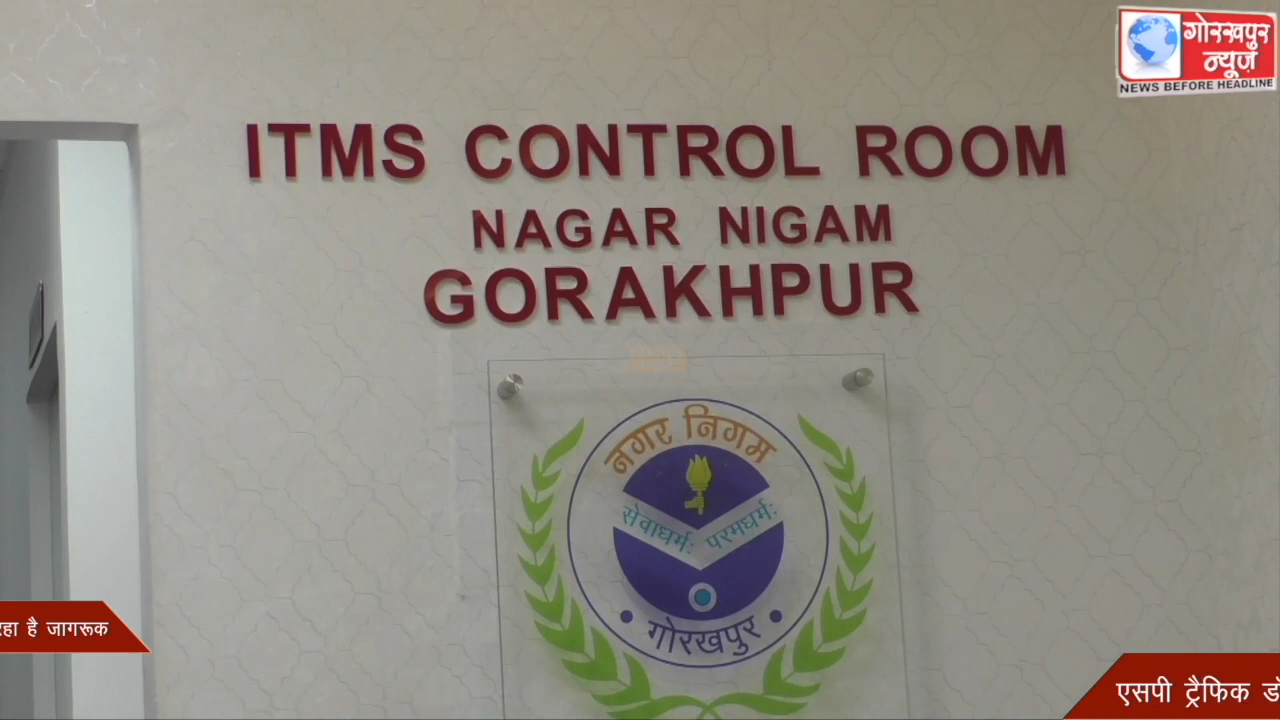 गोरखपुर
न्यूज़
NEWS BEFORE HEADLINE
ITMS CONTROL ROOM
NAGAR NIGAM
GORAKHPUR
नगर निगम
सेवाधर्मः परमधर्मः
गोरखपुर
है जागरूक
एसपी ट्रैफिक